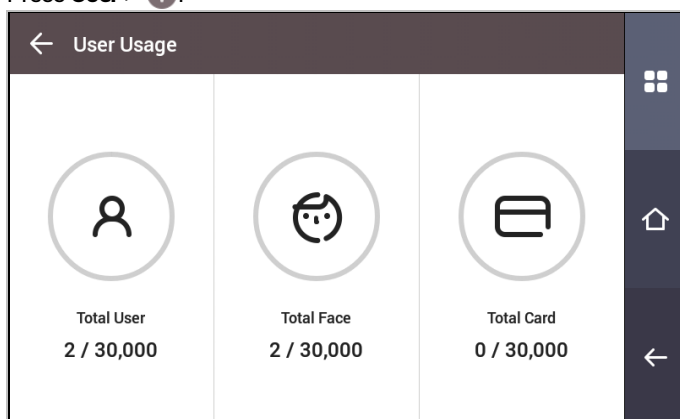 User Usage
Total User
2 / 30,000
Total Face
2 / 30,000
Total Card
0 / 30,000